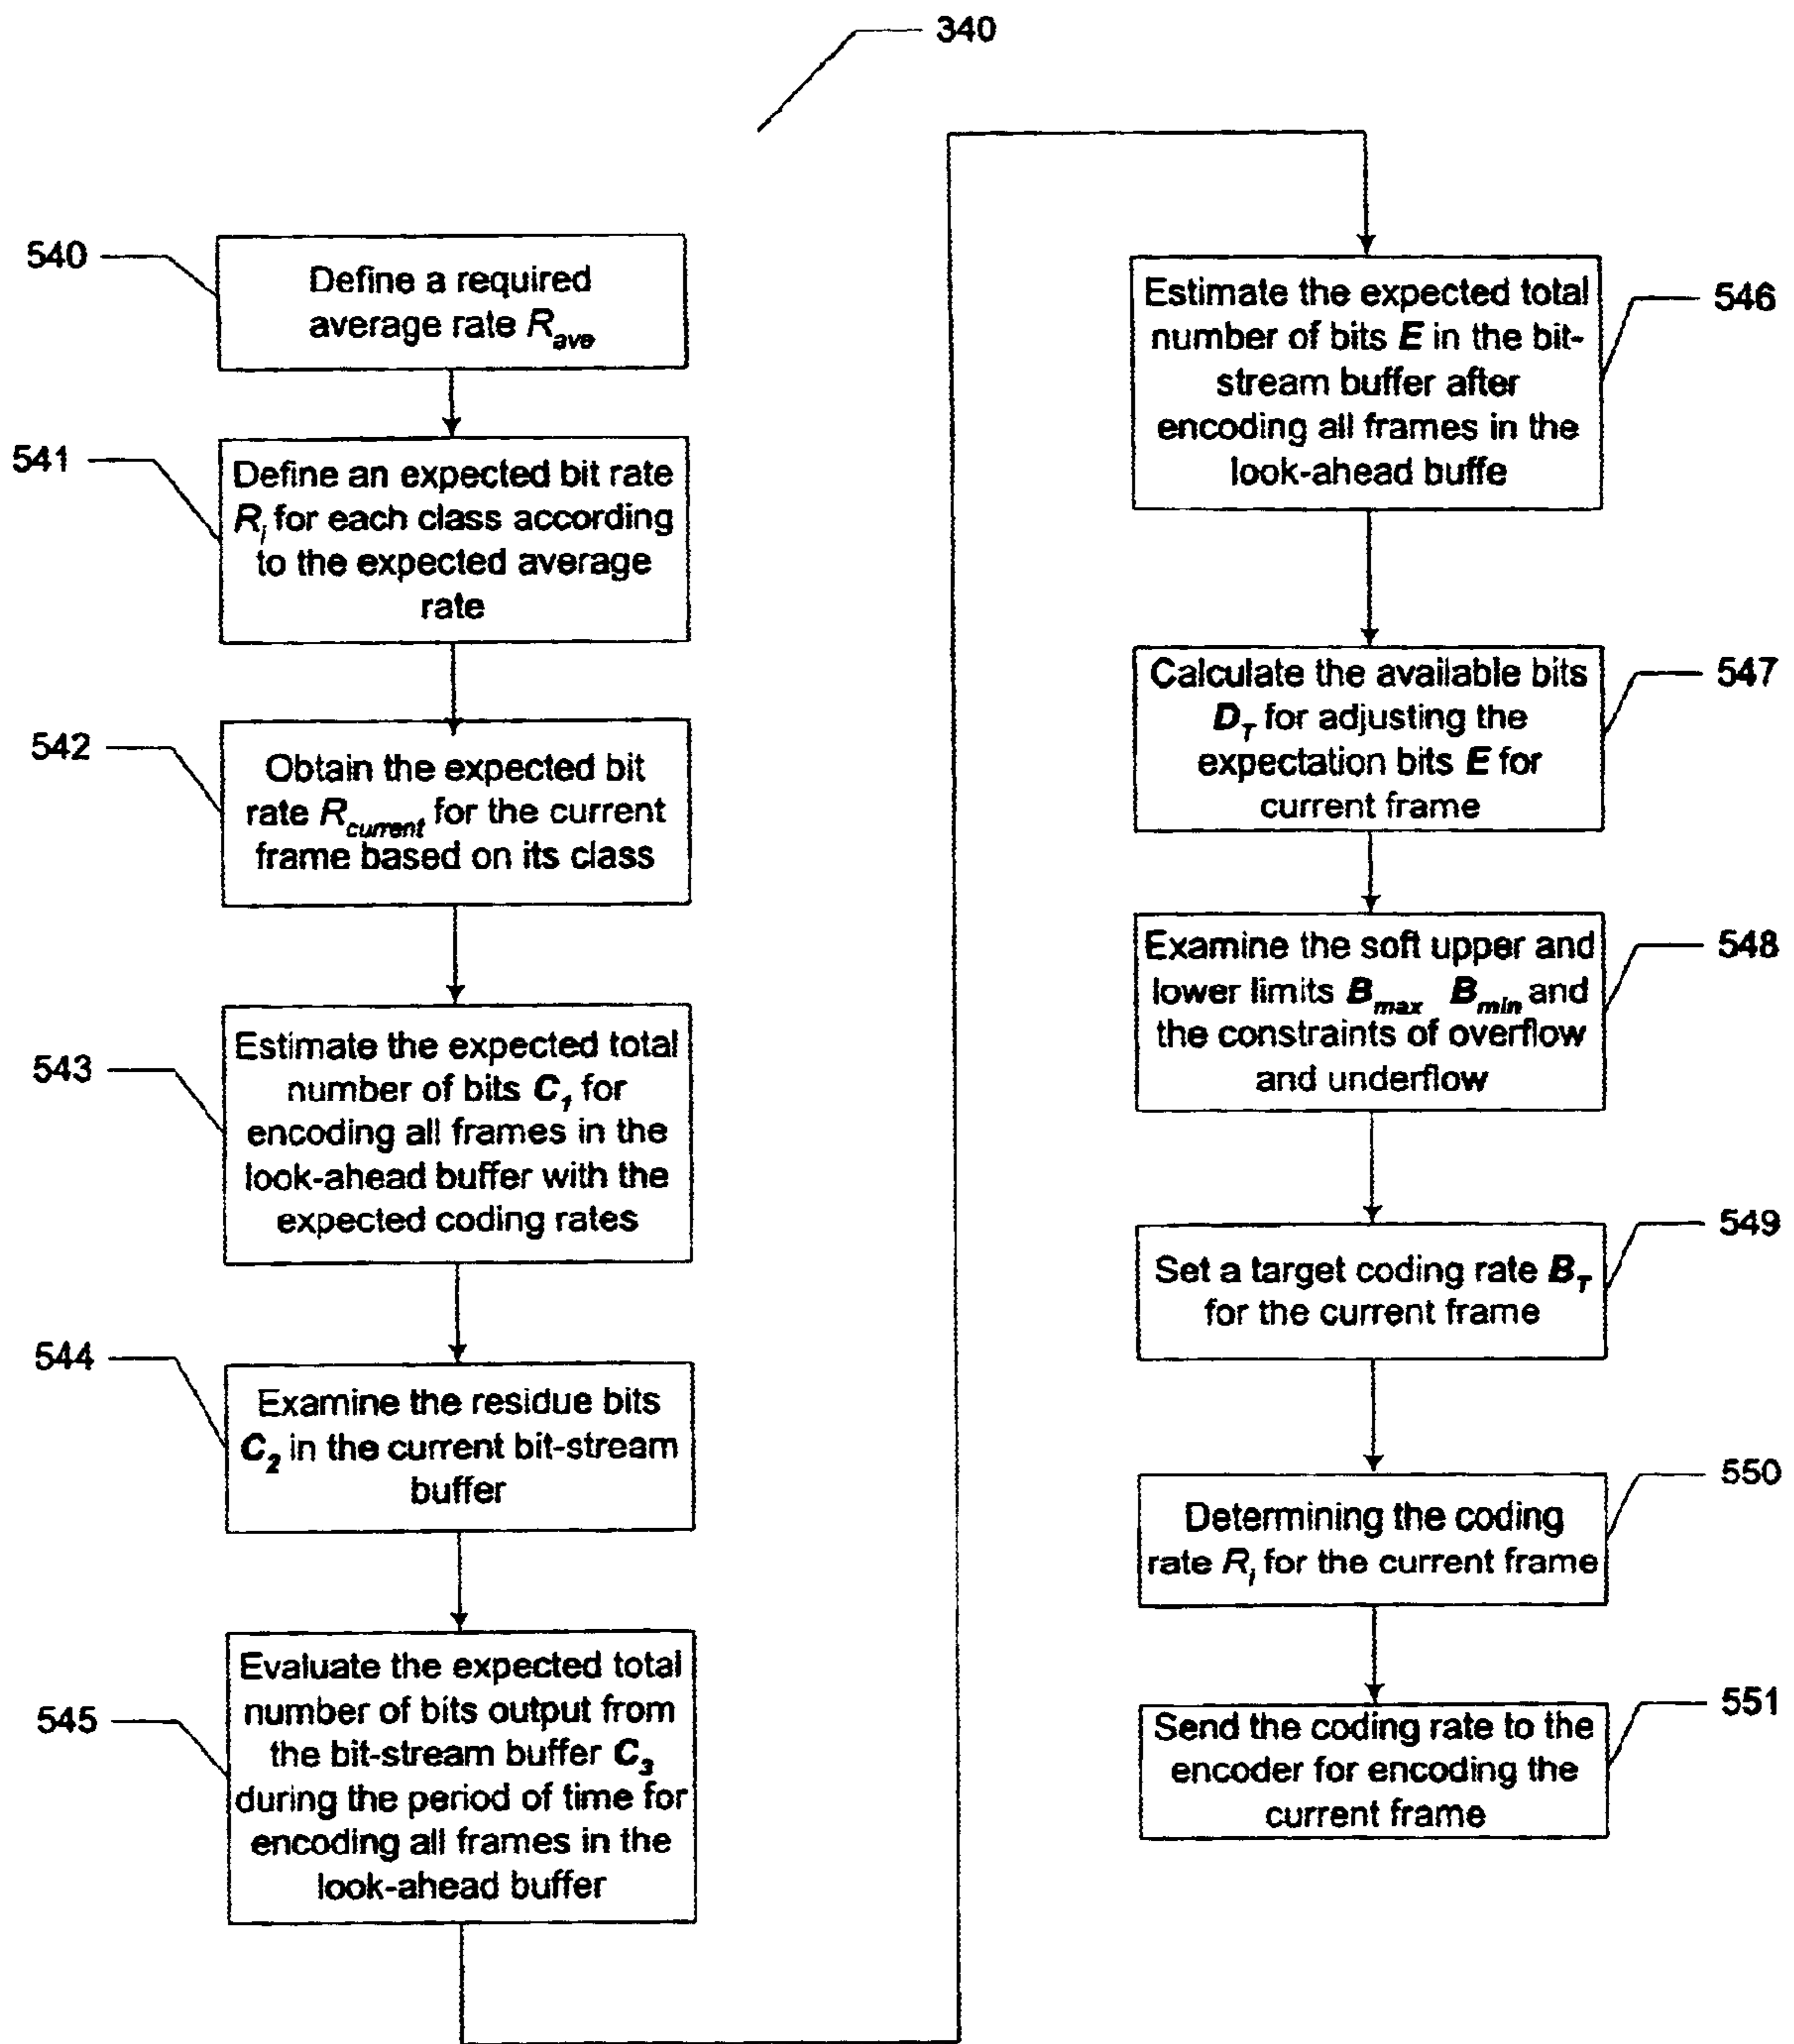 340
540
Define a required
average rate R_ave
541
Define an expected bit rate
R_i for each class according
to the expected average
rate
542
Obtain the expected bit
rate R_current for the current
frame based on its class
543
Estimate the expected total
number of bits C_1 for
encoding all frames in the
look-ahead buffer with the
expected coding rates
544
Examine the residue bits
C_2 in the current bit-stream
buffer
545
Evaluate the expected total
number of bits output from
the bit-stream buffer C_3
during the period of time for
encoding all frames in the
look-ahead buffer
546
Estimate the expected total
number of bits E in the bit-
stream buffer after
encoding all frames in the
look-ahead buffe
547
Calculate the available bits
D_T for adjusting the
expectation bits E for
current frame
548
Examine the soft upper and
lower limits B_max B_min and
the constraints of overflow
and underflow
549
Set a target coding rate B_T
for the current frame
550
Determining the coding
rate R_i for the current frame
551
Send the coding rate to the
encoder for encoding the
current frame